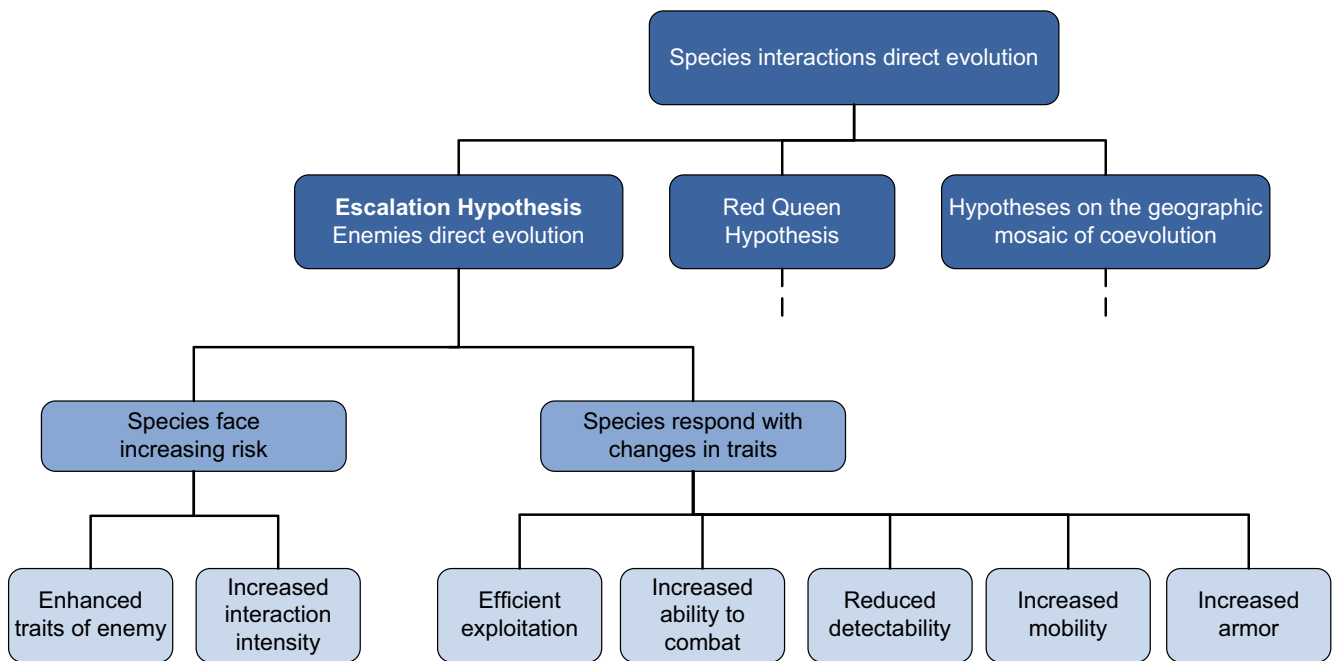 Species interactions direct evolution
Escalation Hypothesis
Enemies direct evolution
Red Queen
Hypothesis
Hypotheses on the geographic
mosaic of coevolution
Species face
increasing risk
Species respond with
changes in traits
Enhanced
traits of enemy
Increased
interaction
intensity
Efficient
exploitation
Increased
ability to
combat
Reduced
detectability
Increased
mobility
Increased
armor